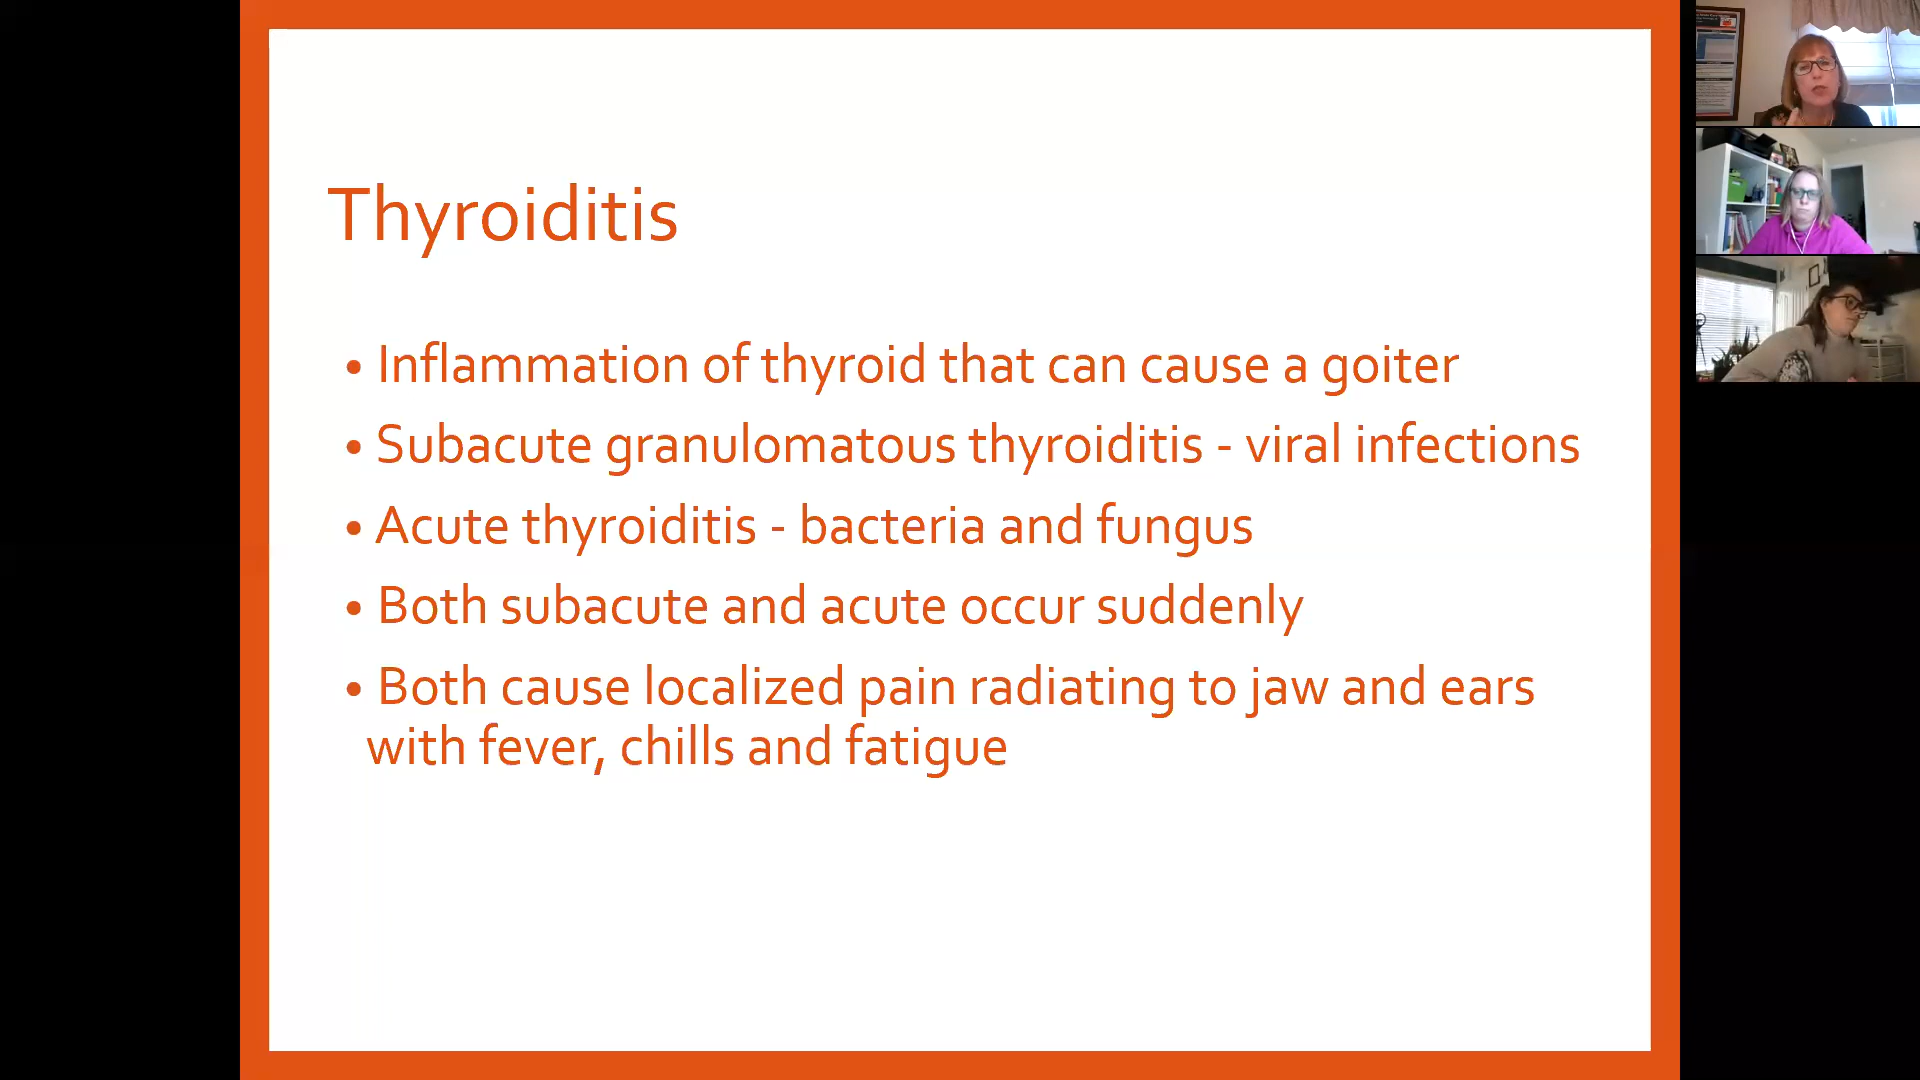 Thyroiditis
• Inflammation of thyroid that can cause a goiter
• Subacute granulomatous thyroiditis - viral infections
• Acute thyroiditis - bacteria and fungus
• Both subacute and acute occur suddenly
• Both cause localized pain radiating to jaw and ears
with fever, chills and fatigue